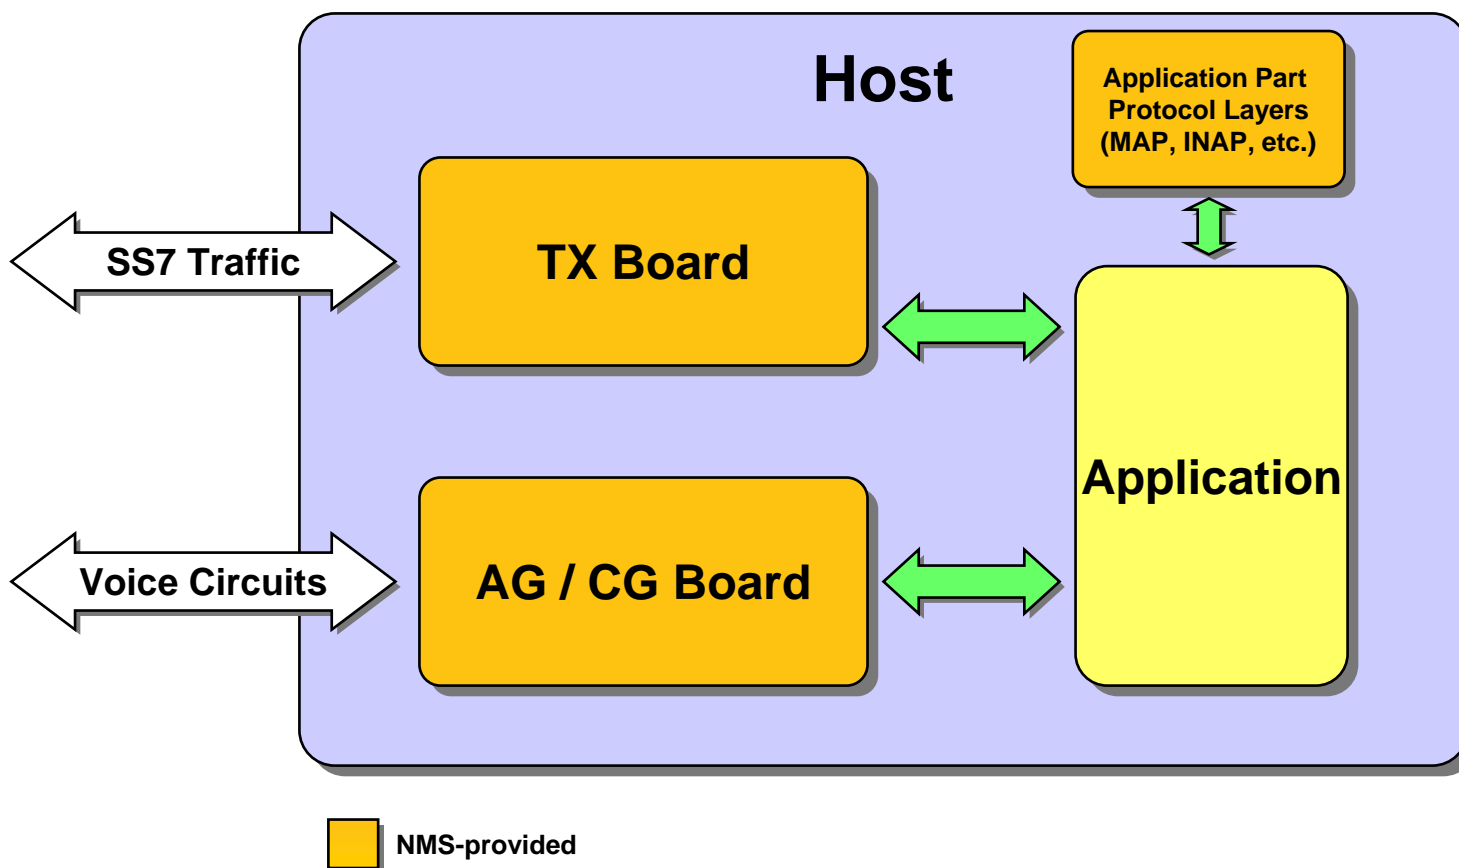 Host
Application Part
Protocol Layers
(MAP, INAP, etc.)
SS7 Traffic
TX Board
Application
Voice Circuits
AG / CG Board
NMS-provided